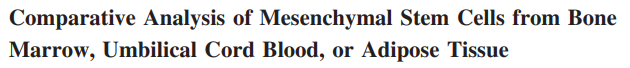 Comparative Analysis of Mesenchymal Stem Cells from Bone
Marrow, Umbilical Cord Blood, or Adipose Tissue